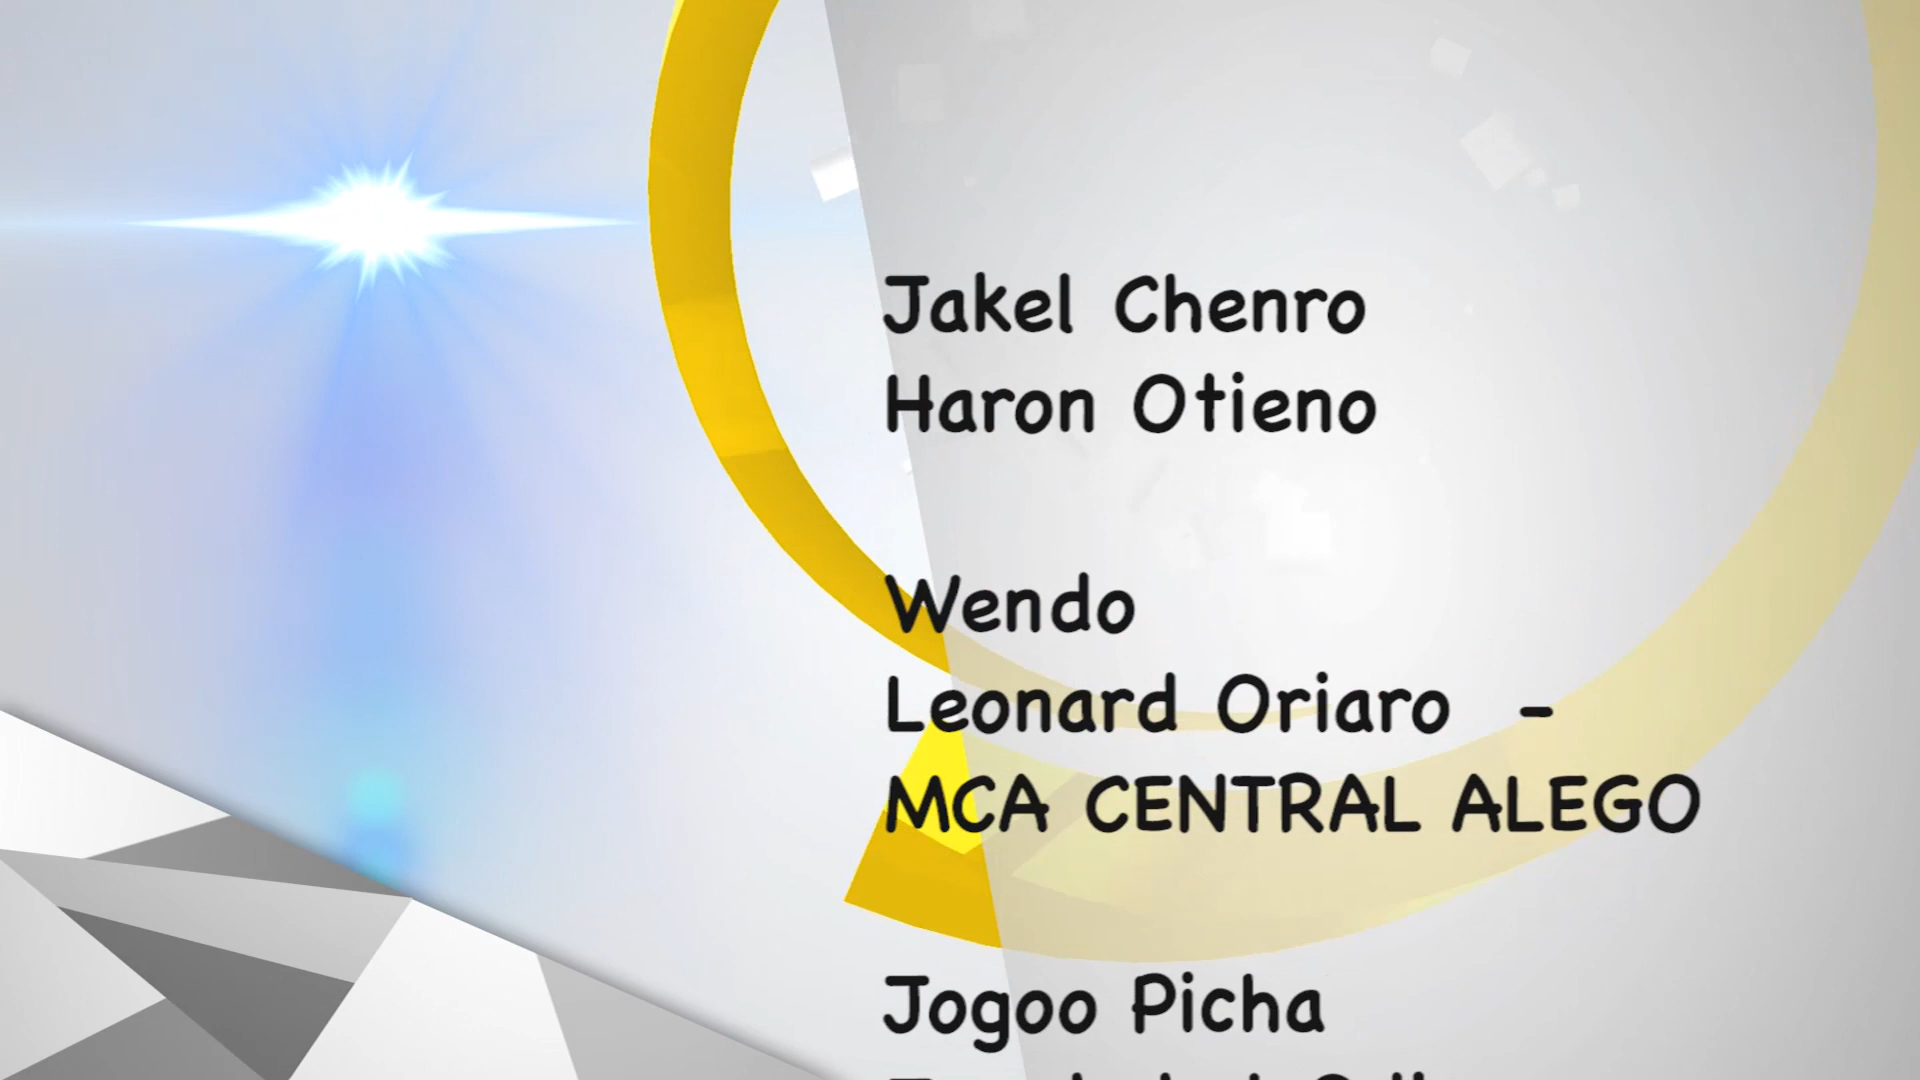 Jakel Chenro
Haron Otieno
Wendo
Leonard Oriaro -
MCA CENTRAL ALEGO
Jogoo Picha